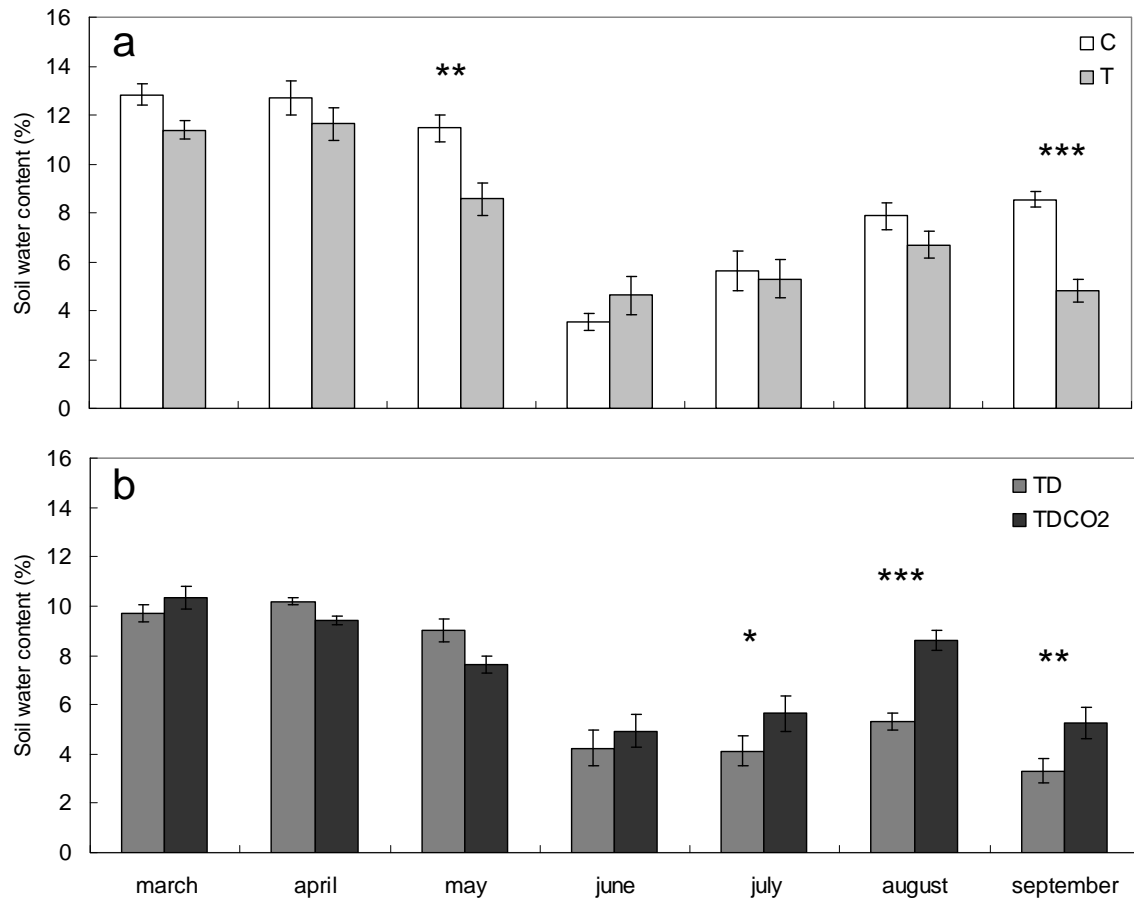 a
16
14
12
10
8
6
4
2
0
Soil water content (%)
C
T
**
***
b
16
14
12
10
8
6
4
2
0
Soil water content (%)
TD
TDCO2
*
***
**
march april may june july august september